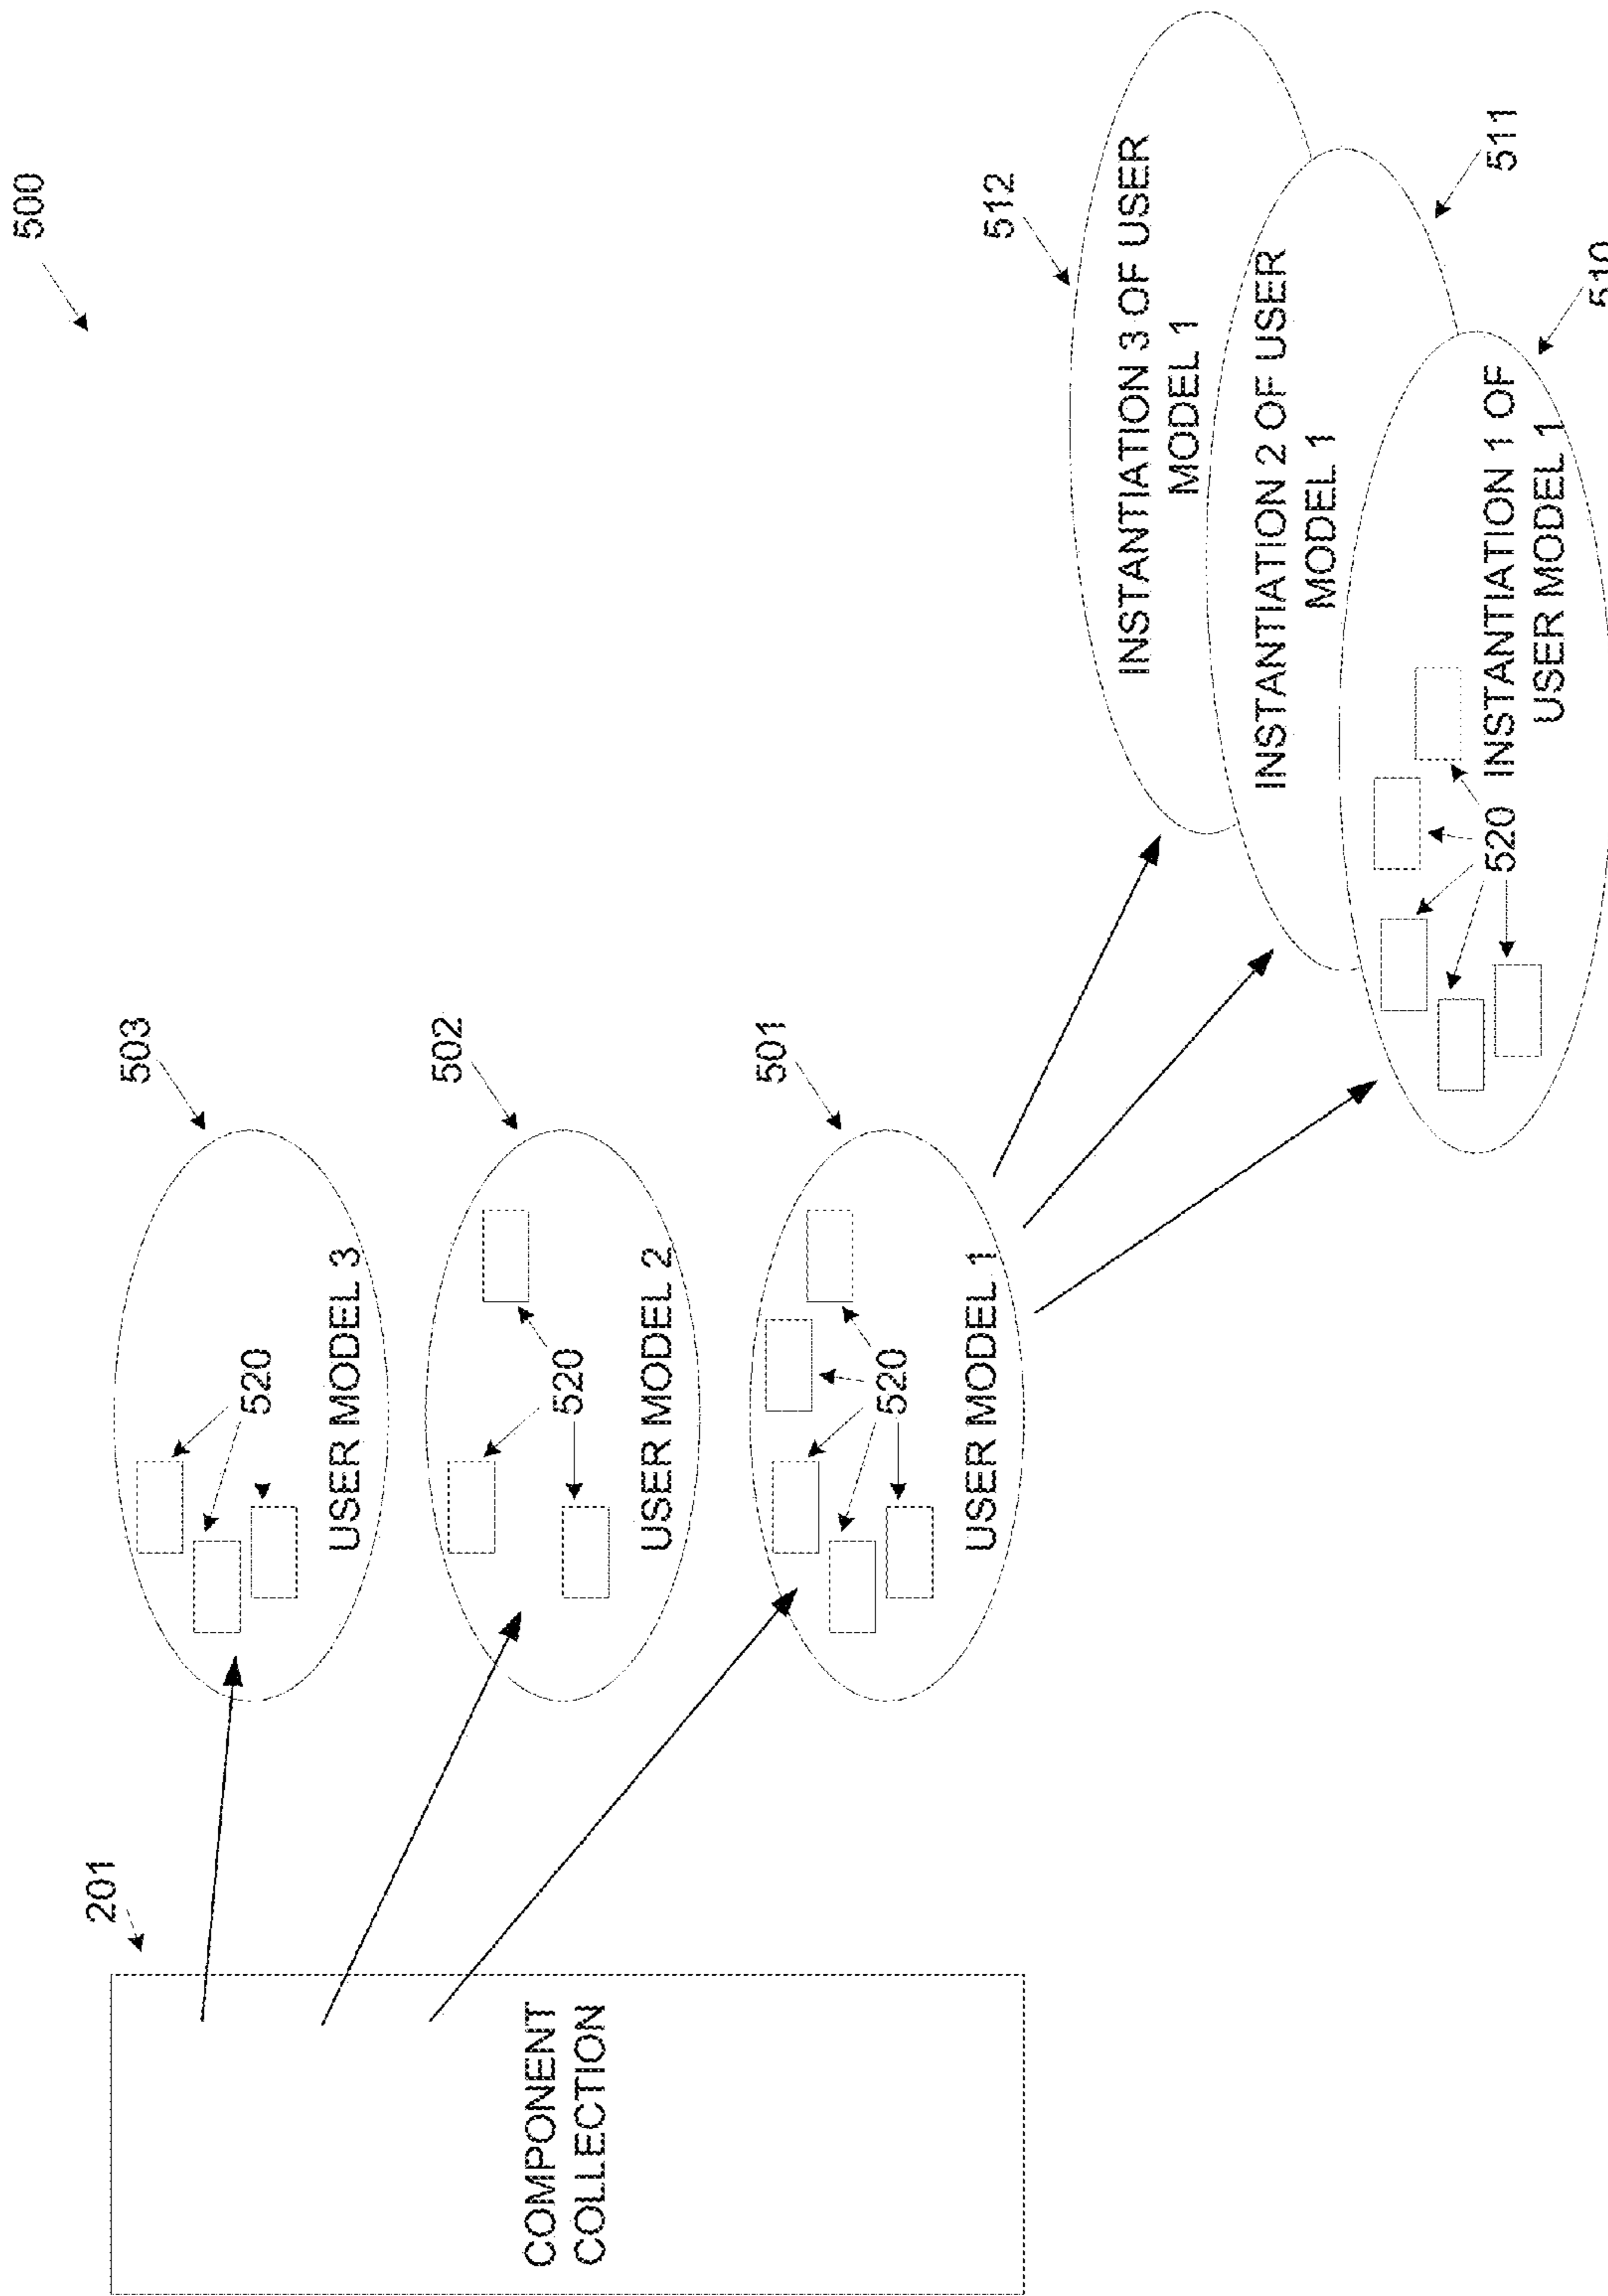 500
201
COMPONENT
COLLECTION
503
520
USER MODEL 3
502
520
USER MODEL 2
501
520
USER MODEL 1
512
INSTANTIATION 3 OF USER
MODEL 1
INSTANTIATION 2 OF USER
MODEL 1
511
520 INSTANTIATION 1 OF
USER MODEL 1
510